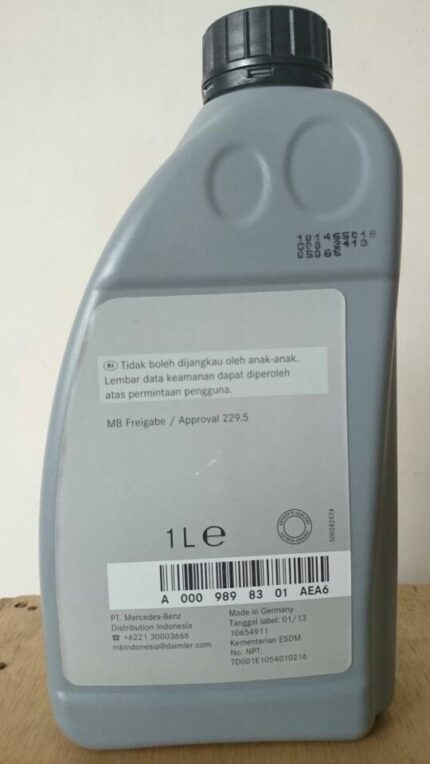 RI Tidak boleh dijangkau oleh anak-anak.
Lembar data keamanan dapat diperoleh
atas permintaan pengguna.
MB Freigabe / Approval 229.5
1L e
A 000 989 83 01 AEA6
PT. Mercedes-Benz
Distribution Indonesia
☎ +6221 30003666
mbindonesia@daimler.com
Made in Germany
Tanggal label: 01/13
10654911
Kementerian ESDM
No. NPT:
TD001E1054010216